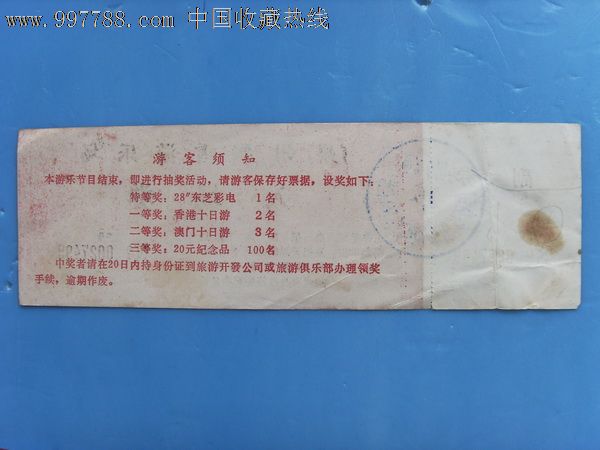 www.997788.com 中国收藏热线
游客须知
本游乐节目结束，即进行抽奖活动，请游客保存好票据，设奖如下：
特等奖：28"东芝彩电 1名
一等奖：香港十日游 2名
二等奖：澳门十日游 3名
三等奖：20元纪念品 100名
中奖者请在20日内持身份证到旅游开发公司或旅游俱乐部办理领奖
手续，逾期作废。